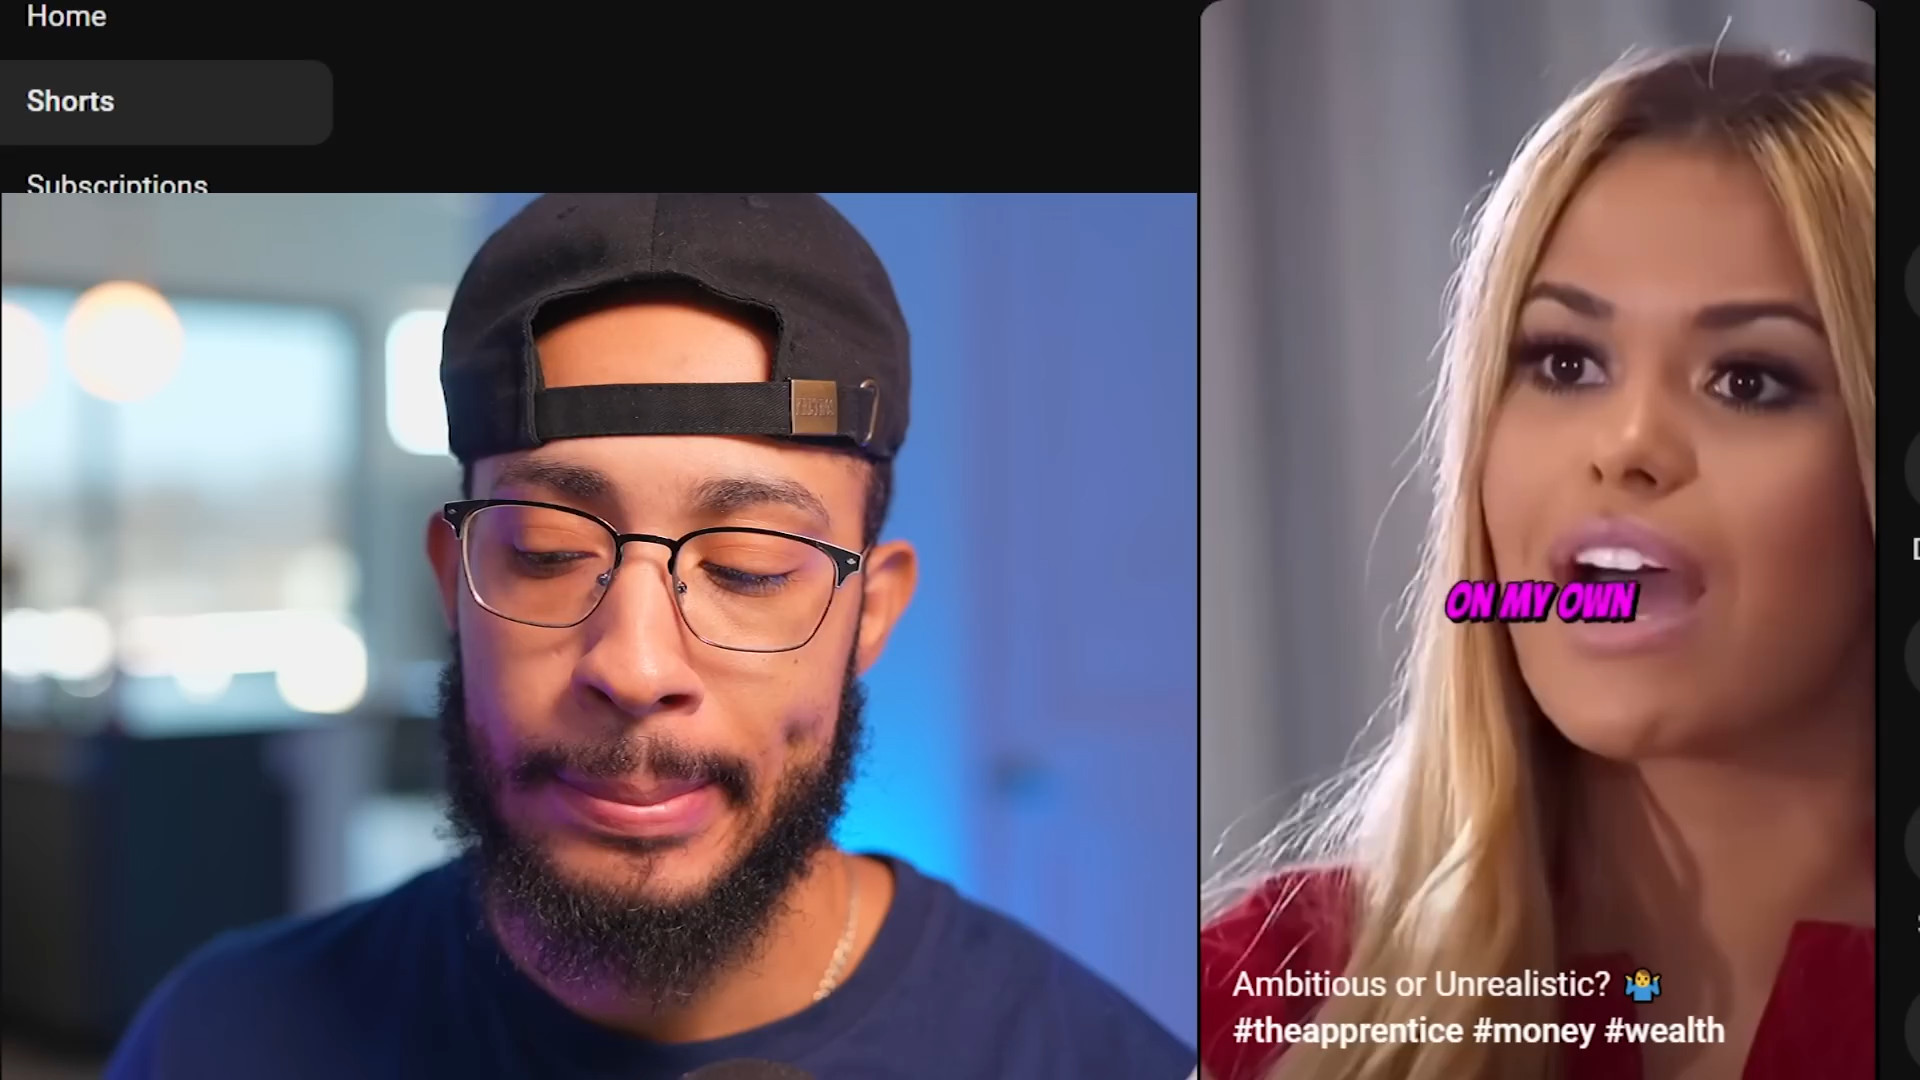 Home
Shorts
Subscriptions
ON MY OWN
Ambitious or Unrealistic? 🤷‍♂️
#theapprentice #money #wealth